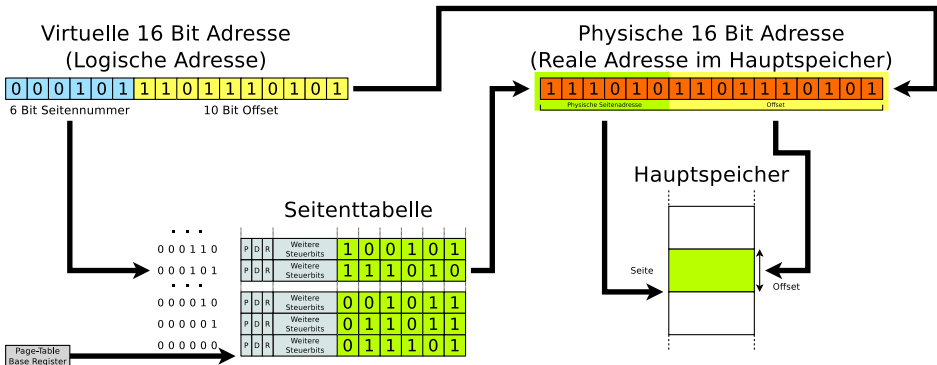 Virtuelle 16 Bit Adresse
(Logische Adresse)
0 0 0 1 0 1 1 1 0 1 1 1 0 1 0 1
6 Bit Seitennummer
10 Bit Offset
Physische 16 Bit Adresse
(Reale Adresse im Hauptspeicher)
1 1 1 0 1 0 1 1 0 1 1 1 0 1 0 1
Physische Seitenadresse
Offset
Hauptspeicher
Seite
Offset
Seitenttabelle
. . .
0 0 0 1 1 0
P D R Weitere Steuerbits 1 0 0 1 0 1
0 0 0 1 0 1
P D R Weitere Steuerbits 1 1 1 0 1 0
. . .
0 0 0 0 1 0
P D R Weitere Steuerbits 0 0 1 0 1 1
0 0 0 0 0 1
P D R Weitere Steuerbits 0 1 1 0 1 1
0 0 0 0 0 0
P D R Weitere Steuerbits 0 1 1 1 0 1
Page-Table
Base Register